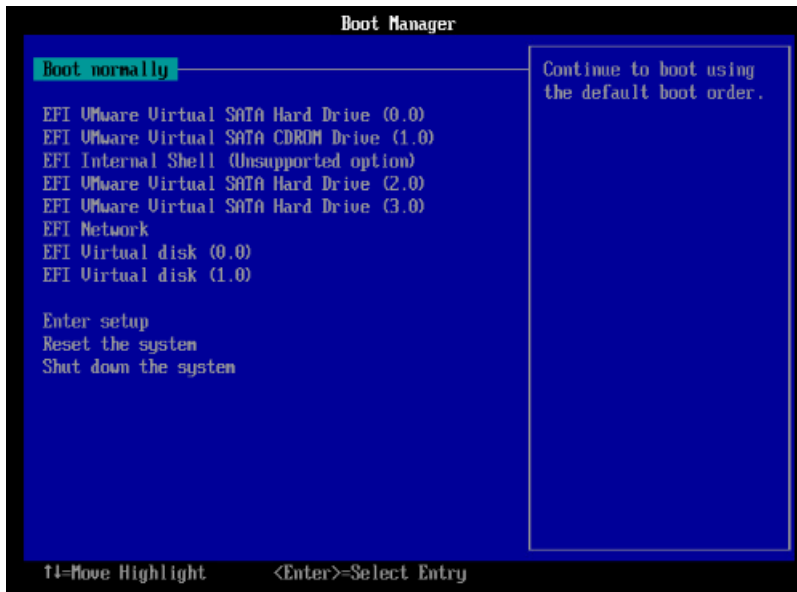 Boot Manager
Boot normally
Continue to boot using
the default boot order.
EFI VMware Virtual SATA Hard Drive (0.0)
EFI VMware Virtual SATA CDROM Drive (1.0)
EFI Internal Shell (Unsupported option)
EFI VMware Virtual SATA Hard Drive (2.0)
EFI VMware Virtual SATA Hard Drive (3.0)
EFI Network
EFI Virtual disk (0.0)
EFI Virtual disk (1.0)
Enter setup
Reset the system
Shut down the system
↑↓=Move Highlight <Enter>=Select Entry